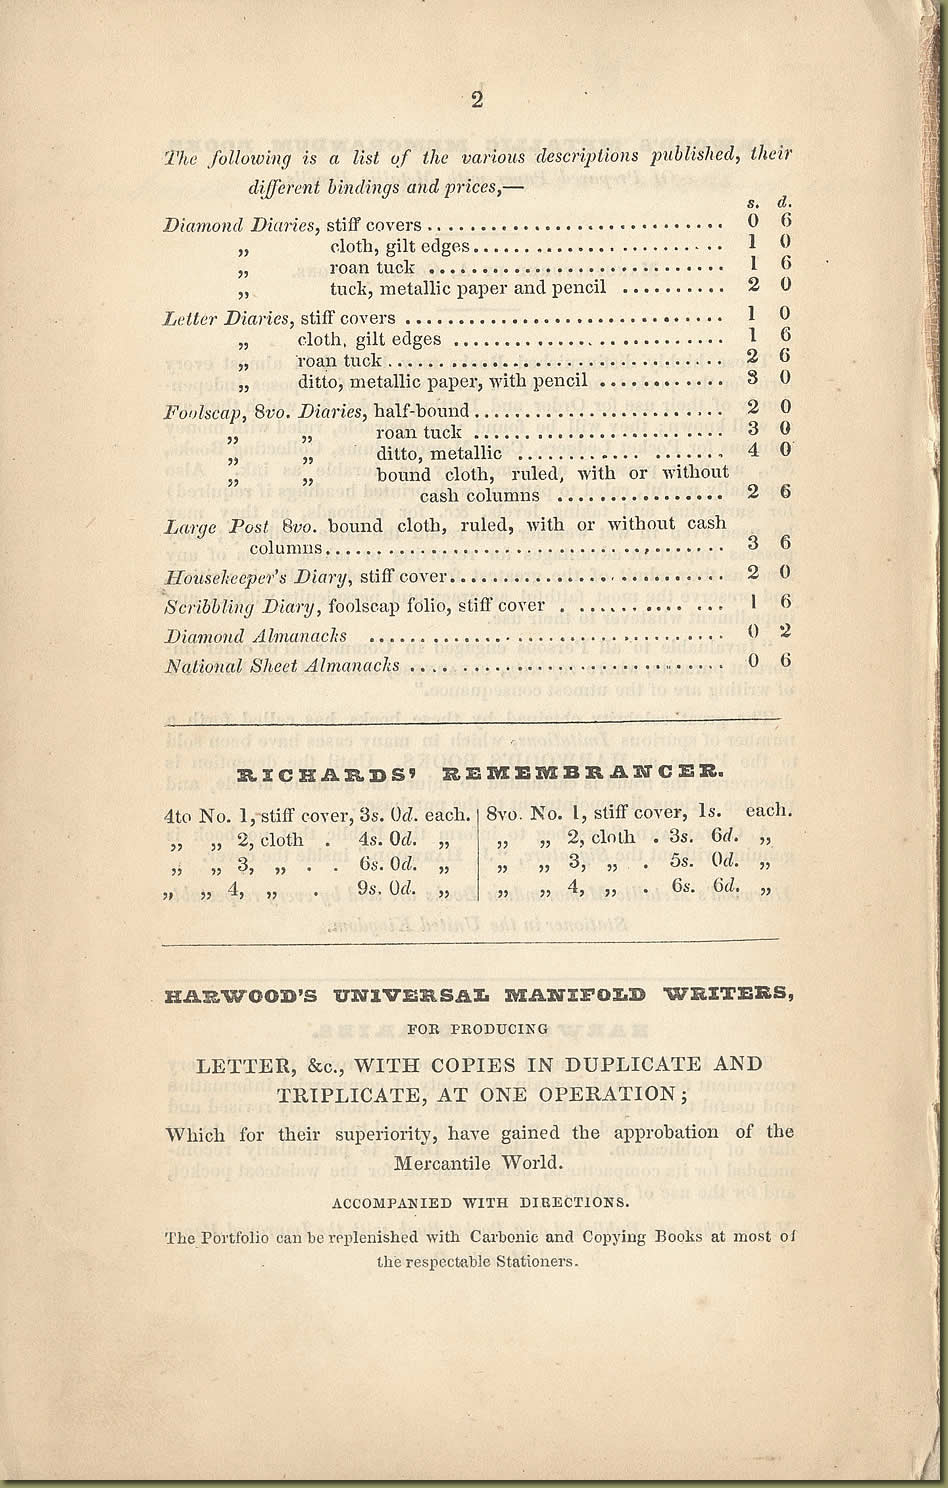 2
The following is a list of the various descriptions published, their
different bindings and prices,—
s. d.
Diamond Diaries, stiff covers . . . . . . . . . . . . . . . . . . . . . . . . . . . . 0 6
„ cloth, gilt edges . . . . . . . . . . . . . . . . . . . . . . . . 1 0
„ roan tuck . . . . . . . . . . . . . . . . . . . . . . . . . . . . 1 6
„ tuck, metallic paper and pencil . . . . . . . . . . 2 0
Letter Diaries, stiff covers . . . . . . . . . . . . . . . . . . . . . . . . . . . . . . 1 0
„ cloth, gilt edges . . . . . . . . . . . . . . . . . . . . . . . . . . 1 6
„ roan tuck . . . . . . . . . . . . . . . . . . . . . . . . . . . . . . . . 2 6
„ ditto, metallic paper, with pencil . . . . . . . . . . . . 3 0
Foolscap, 8vo. Diaries, half-bound . . . . . . . . . . . . . . . . . . . . . . . . 2 0
„ „ roan tuck . . . . . . . . . . . . . . . . . . . . . . . . 3 0
„ „ ditto, metallic . . . . . . . . . . . . . . . . . . . . 4 0
„ „ bound cloth, ruled, with or without
cash columns . . . . . . . . . . . . . . . . 2 6
Large Post 8vo. bound cloth, ruled, with or without cash
columns . . . . . . . . . . . . . . . . . . . . . . . . . . . . . . . . . . . . . . 3 6
Housekeeper's Diary, stiff cover . . . . . . . . . . . . . . . . . . . . . . . . . . 2 0
Scribbling Diary, foolscap folio, stiff cover . . . . . . . . . . . . . . 1 6
Diamond Almanacks . . . . . . . . . . . . . . . . . . . . . . . . . . . . . . . . . . 0 2
National Sheet Almanacks . . . . . . . . . . . . . . . . . . . . . . . . . . . . . . 0 6
RICHARDS' REMEMBRANCER.
4to No. 1, stiff cover, 3s. 0d. each. 8vo. No. 1, stiff cover, 1s. each.
„ „ 2, cloth . 4s. 0d. „ „ „ 2, cloth . 3s. 6d. „
„ „ 3, „ . . 6s. 0d. „ „ „ 3, „ . 5s. 0d. „
„ „ 4, „ . 9s. 0d. „ „ „ 4, „ . 6s. 6d. „
HARWOOD'S UNIVERSAL MANIFOLD WRITERS,
FOR PRODUCING
LETTER, &c., WITH COPIES IN DUPLICATE AND
TRIPLICATE, AT ONE OPERATION;
Which for their superiority, have gained the approbation of the
Mercantile World.
ACCOMPANIED WITH DIRECTIONS.
The Portfolio can be replenished with Carbonic and Copying Books at most of
the respectable Stationers.